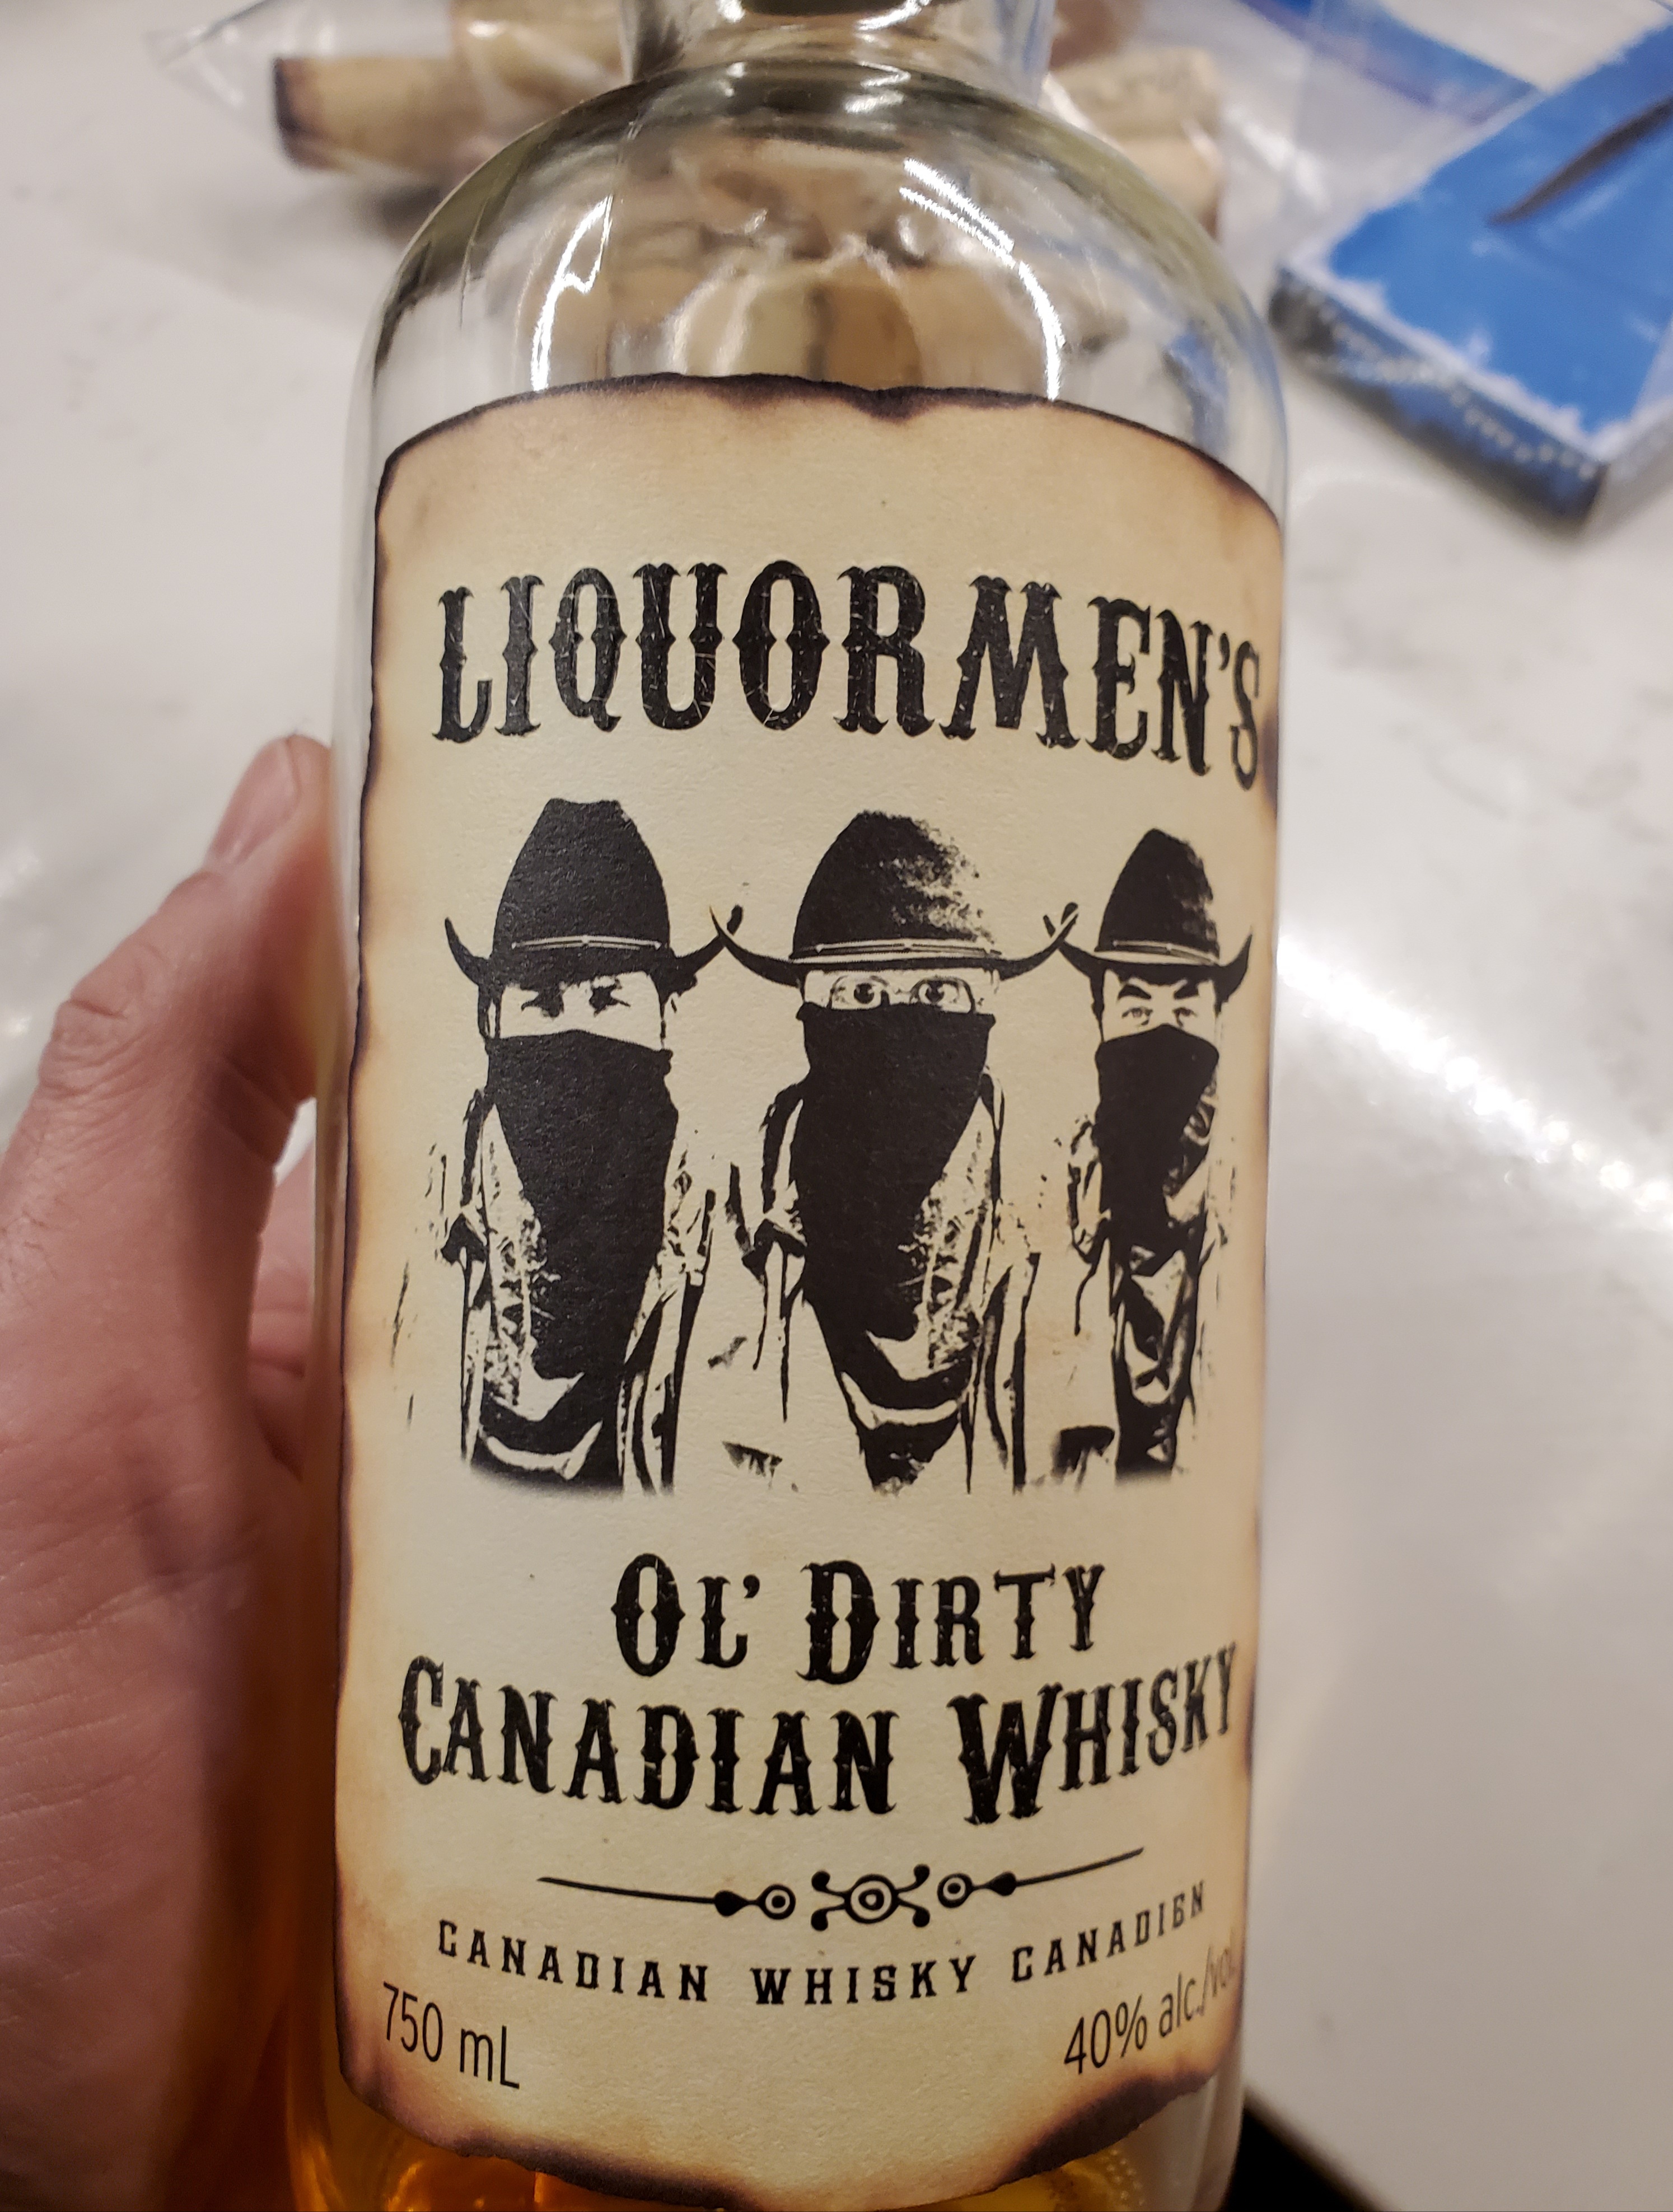 LIQUORMEN'S
OL' DIRTY
CANADIAN WHISKY
CANADIAN WHISKY CANADIEN
750 mL
40% alc./vol.